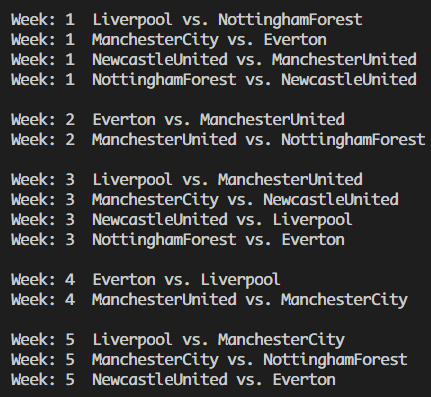 Week: 1  Liverpool vs. NottinghamForest
Week: 1  ManchesterCity vs. Everton
Week: 1  NewcastleUnited vs. ManchesterUnited
Week: 1  NottinghamForest vs. NewcastleUnited
Week: 2  Everton vs. ManchesterUnited
Week: 2  ManchesterUnited vs. NottinghamForest
Week: 3  Liverpool vs. ManchesterUnited
Week: 3  ManchesterCity vs. NewcastleUnited
Week: 3  NewcastleUnited vs. Liverpool
Week: 3  NottinghamForest vs. Everton
Week: 4  Everton vs. Liverpool
Week: 4  ManchesterUnited vs. ManchesterCity
Week: 5  Liverpool vs. ManchesterCity
Week: 5  ManchesterCity vs. NottinghamForest
Week: 5  NewcastleUnited vs. Everton